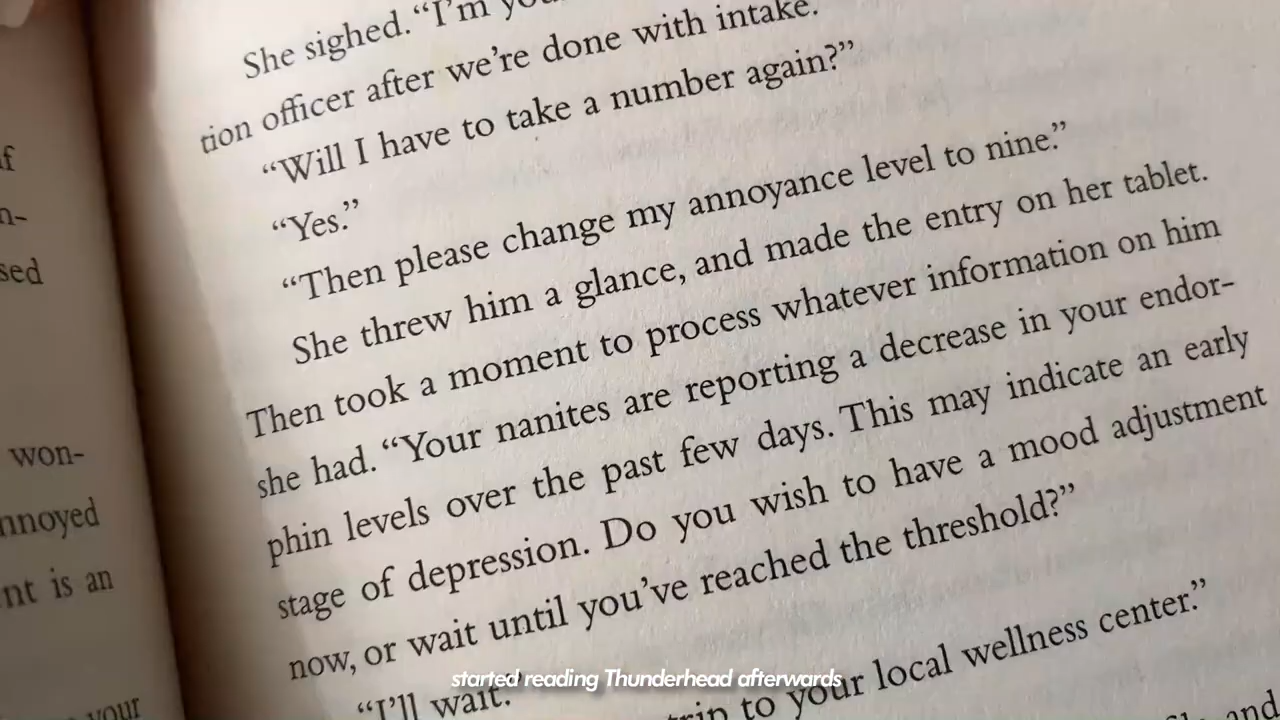 f
n-
sed
won-
nnoyed
nt is an
your
She sighed. “I’m
tion officer after we’re done with intake.
“Will I have to take a number again?”
“Yes.”
“Then please change my annoyance level to nine.”
She threw him a glance, and made the entry on her tablet.
Then took a moment to process whatever information on him
she had. “Your nanites are reporting a decrease in your endor-
phin levels over the past few days. This may indicate an early
stage of depression. Do you wish to have a mood adjustment
now, or wait until you’ve reached the threshold?”
“I’ll wait.”
trip to your local wellness center.”
and
started reading Thunderhead afterwards